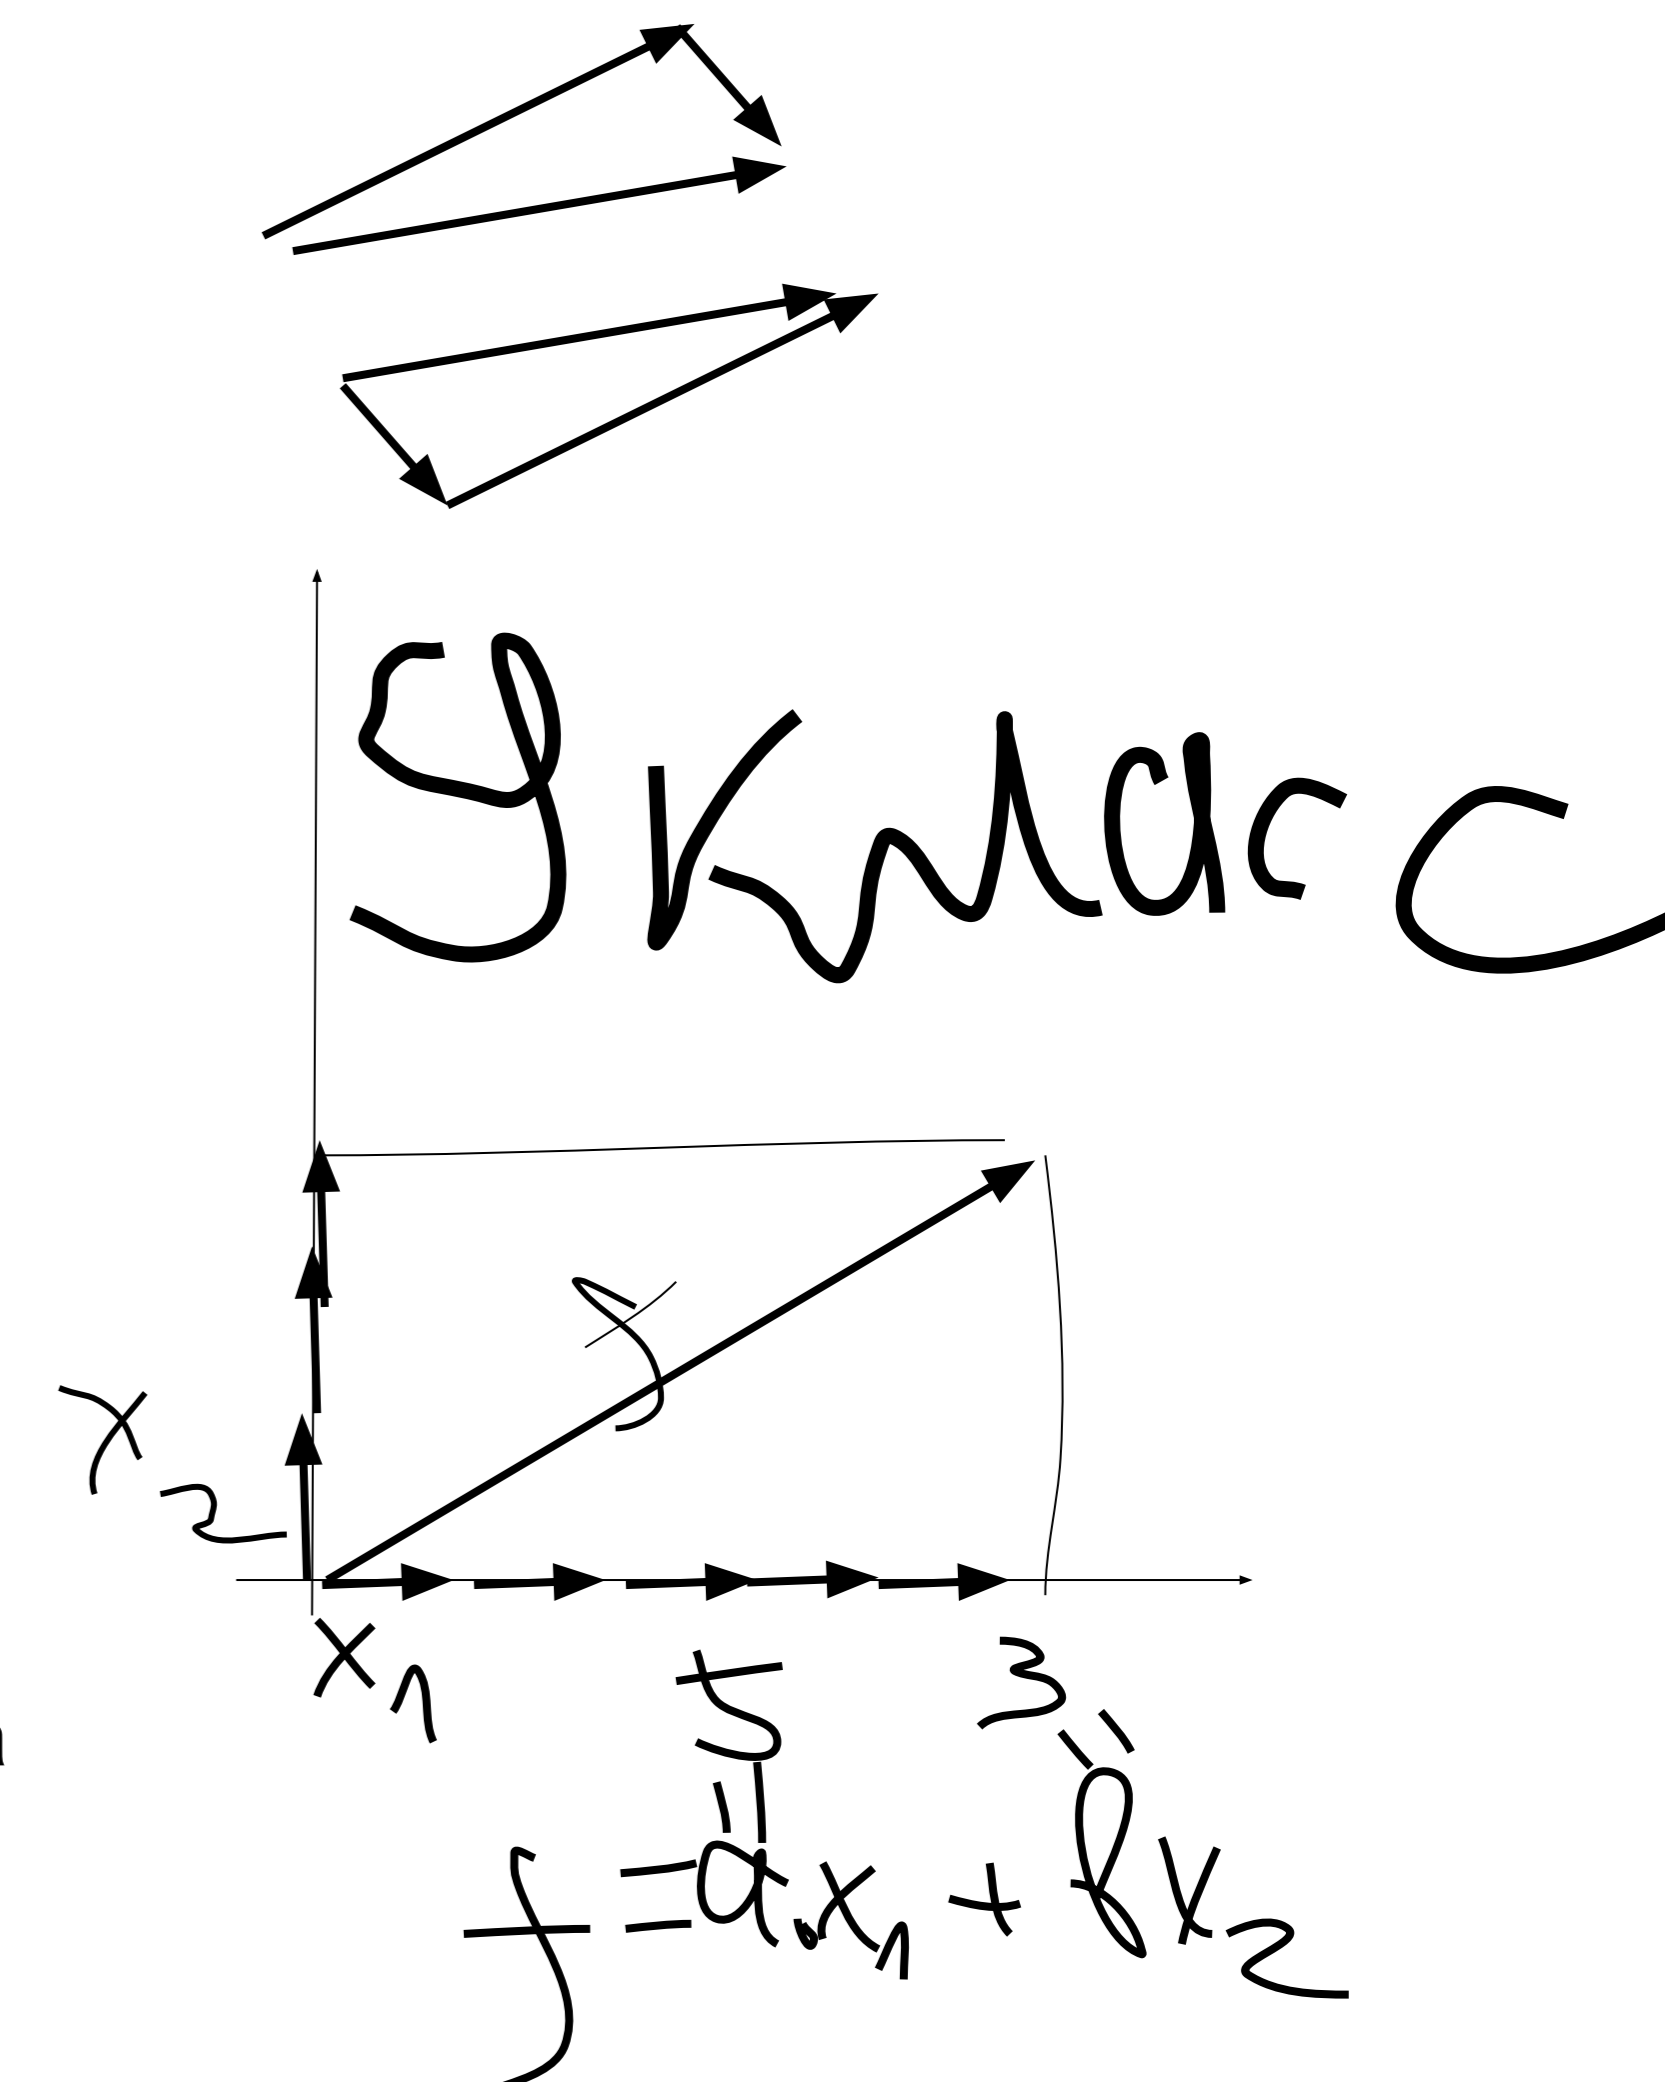 9 класс
f
x₂
x₁ 5 3
f = a·x₁ + bx₂